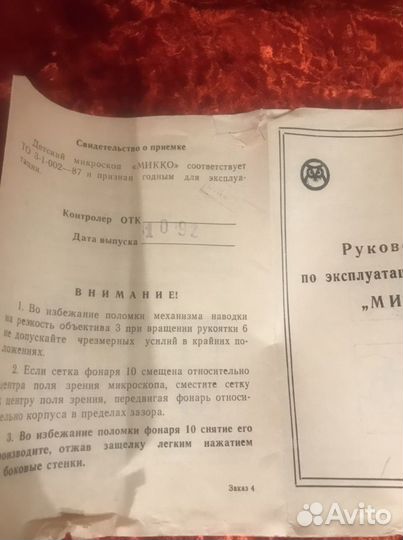 Свидетельство о приемке
Детский микроскоп «МИККО» соответствует
ТО 3-1-002—87 и признан годным для эксплуа-
тации.
Контролер ОТК
Дата выпуска
10 92
ВНИМАНИЕ!
1. Во избежание поломки механизма наводки
на резкость объектива 3 при вращении рукоятки 6
не допускайте чрезмерных усилий в крайних по-
ложениях.
2. Если сетка фонаря 10 смещена относительно
центра поля зрения микроскопа, сместите сетку
к центру поля зрения, передвигая фонарь относи-
тельно корпуса в пределах зазора.
3. Во избежание поломки фонаря 10 снятие его
производите, отжав защелку легким нажатием
боковые стенки.
Заказ 4
Руково
по эксплуатац
„МИ
Avito